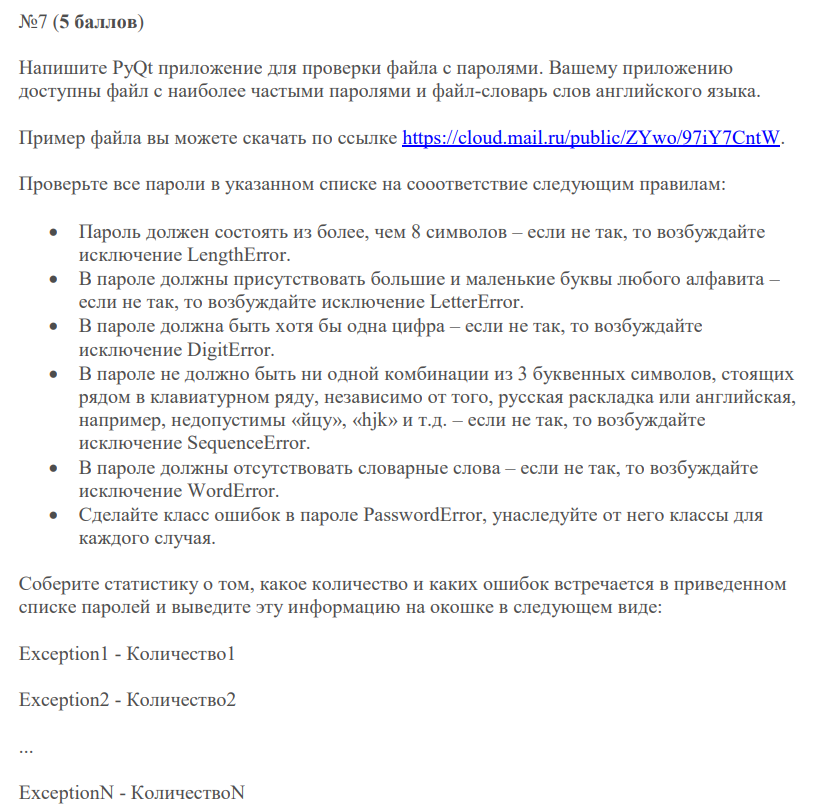 №7 (5 баллов)
Напишите PyQt приложение для проверки файла с паролями. Вашему приложению
доступны файл с наиболее частыми паролями и файл-словарь слов английского языка.
Пример файла вы можете скачать по ссылке https://cloud.mail.ru/public/ZYwo/97iY7CntW.
Проверьте все пароли в указанном списке на сооответствие следующим правилам:
• Пароль должен состоять из более, чем 8 символов – если не так, то возбуждайте
исключение LengthError.
• В пароле должны присутствовать большие и маленькие буквы любого алфавита –
если не так, то возбуждайте исключение LetterError.
• В пароле должна быть хотя бы одна цифра – если не так, то возбуждайте
исключение DigitError.
• В пароле не должно быть ни одной комбинации из 3 буквенных символов, стоящих
рядом в клавиатурном ряду, независимо от того, русская раскладка или английская,
например, недопустимы «йцу», «hjk» и т.д. – если не так, то возбуждайте
исключение SequenceError.
• В пароле должны отсутствовать словарные слова – если не так, то возбуждайте
исключение WordError.
• Сделайте класс ошибок в пароле PasswordError, унаследуйте от него классы для
каждого случая.
Соберите статистику о том, какое количество и каких ошибок встречается в приведенном
списке паролей и выведите эту информацию на окошке в следующем виде:
Exception1 - Количество1
Exception2 - Количество2
...
ExceptionN - КоличествоN